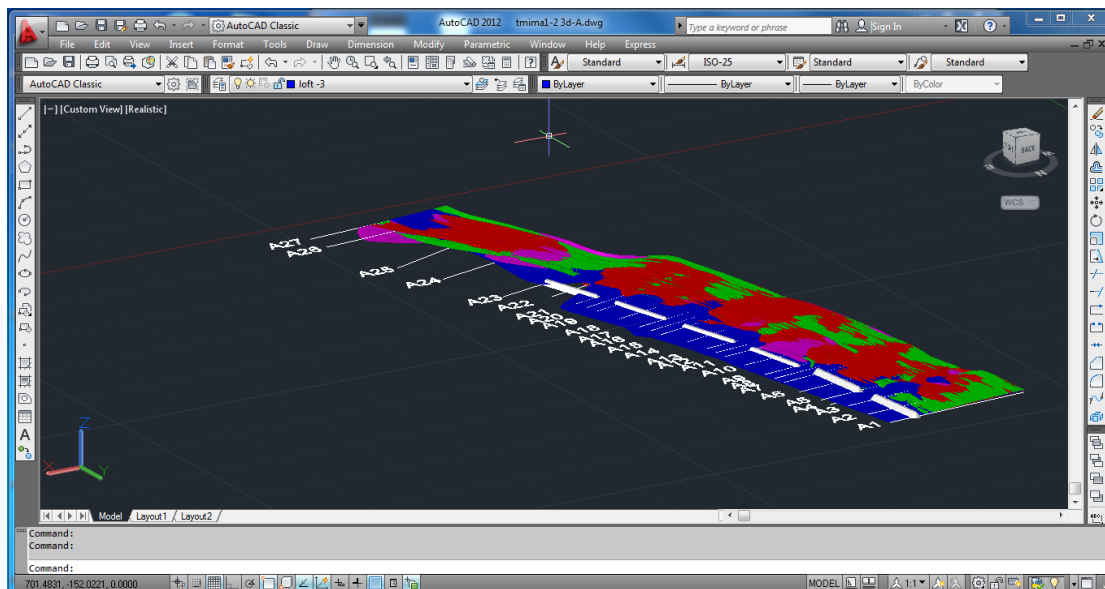 AutoCAD Classic
AutoCAD 2012 tmima1-2 3d-A.dwg
Type a keyword or phrase
Sign In
File Edit View Insert Format Tools Draw Dimension Modify Parametric Window Help Express
Standard ISO-25 Standard Standard
AutoCAD Classic loft -3 ByLayer ByLayer ByLayer ByColor
[−] [Custom View] [Realistic]
BACK
WCS
A27
A26
A25
A24
A23
A22
A3
A2
A1
X Y Z
Model Layout1 Layout2
Command:
Command:
Command:
701.4831, -152.0221, 0.0000 MODEL 1:1